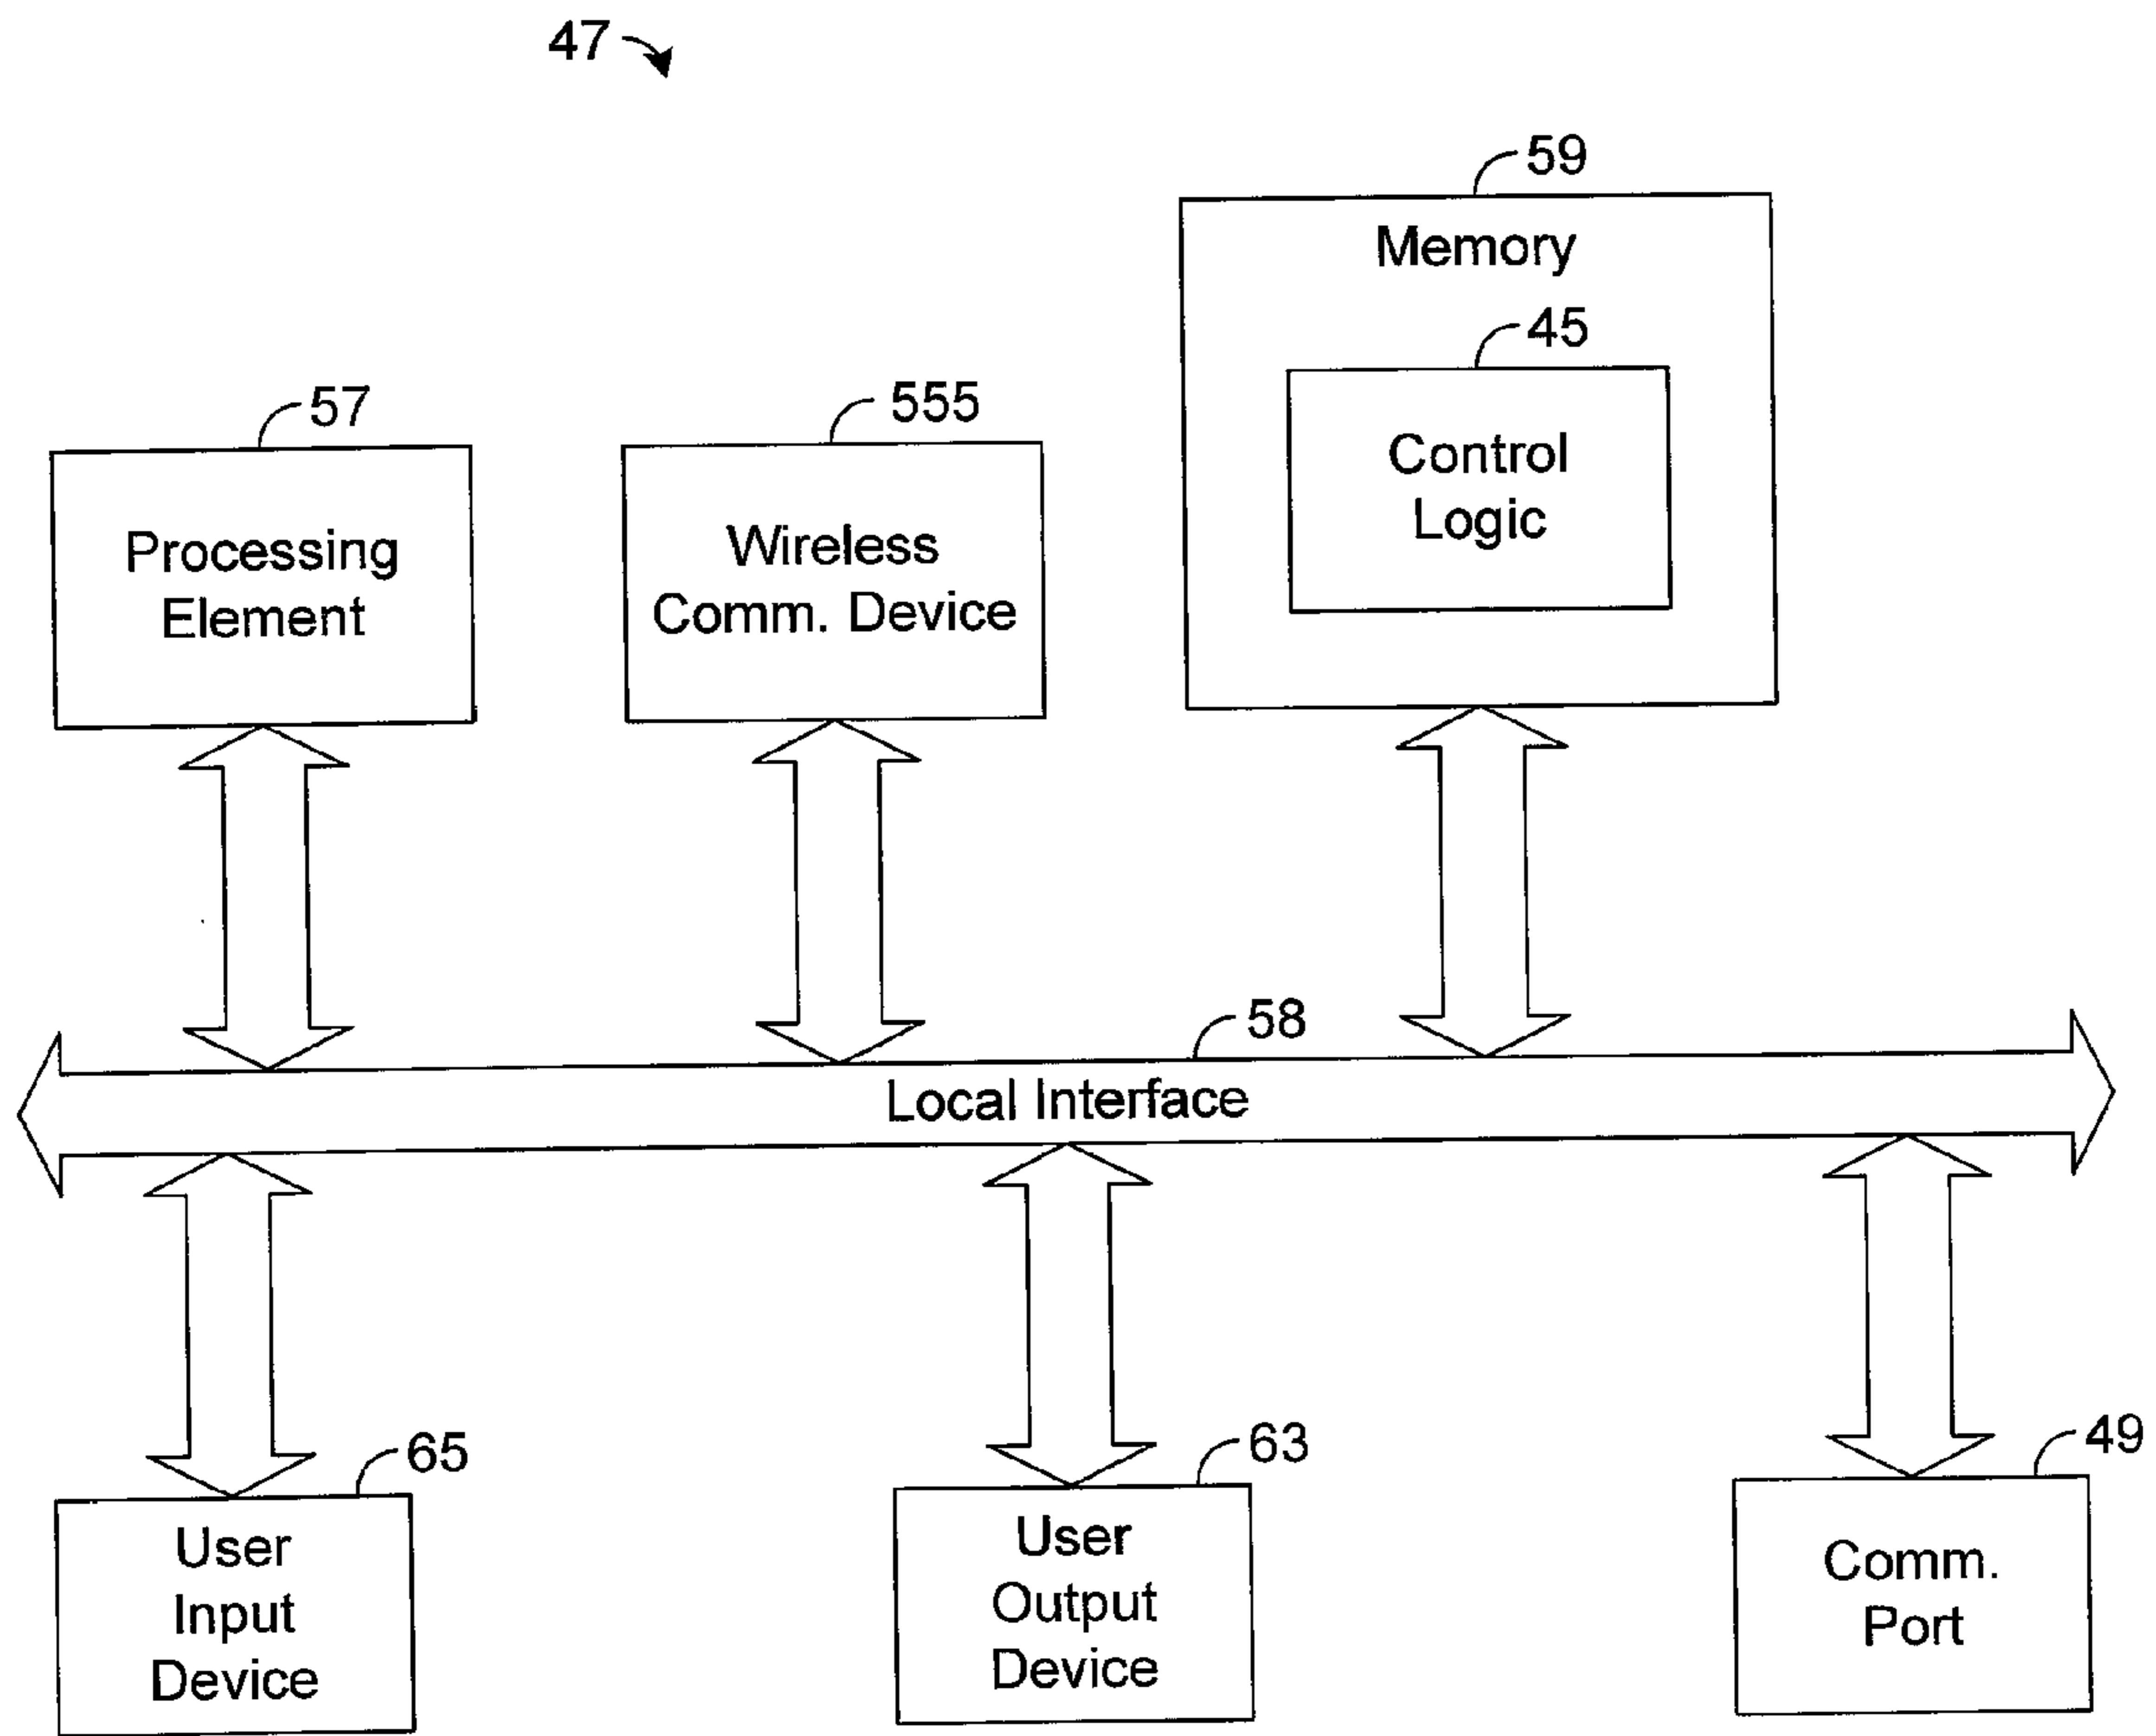 47
59
Memory
45
Control
Logic
57
Processing
Element
555
Wireless
Comm. Device
58
Local Interface
65
User
Input
Device
63
User
Output
Device
49
Comm.
Port